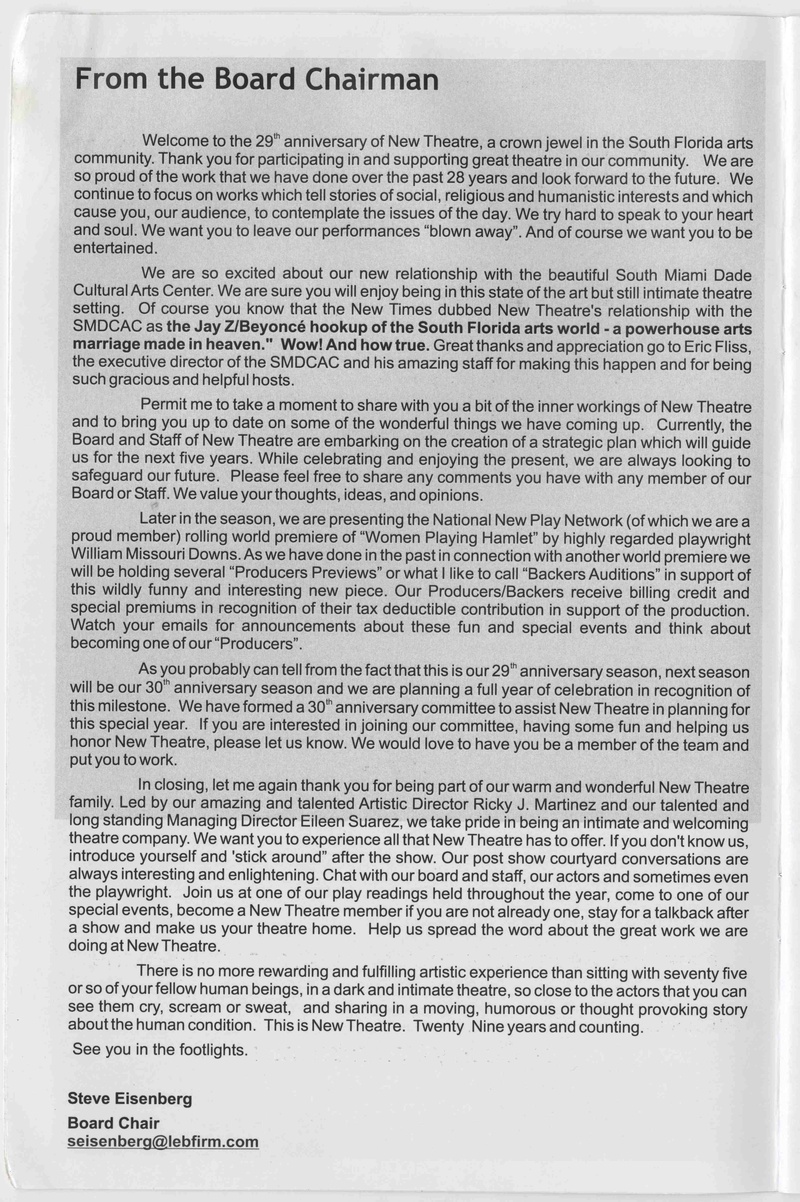 From the Board Chairman
Welcome to the 29th anniversary of New Theatre, a crown jewel in the South Florida arts
community. Thank you for participating in and supporting great theatre in our community. We are
so proud of the work that we have done over the past 28 years and look forward to the future. We
continue to focus on works which tell stories of social, religious and humanistic interests and which
cause you, our audience, to contemplate the issues of the day. We try hard to speak to your heart
and soul. We want you to leave our performances “blown away”. And of course we want you to be
entertained.
We are so excited about our new relationship with the beautiful South Miami Dade
Cultural Arts Center. We are sure you will enjoy being in this state of the art but still intimate theatre
setting. Of course you know that the New Times dubbed New Theatre's relationship with the
SMDCAC as the Jay Z/Beyoncé hookup of the South Florida arts world - a powerhouse arts
marriage made in heaven." Wow! And how true. Great thanks and appreciation go to Eric Fliss,
the executive director of the SMDCAC and his amazing staff for making this happen and for being
such gracious and helpful hosts.
Permit me to take a moment to share with you a bit of the inner workings of New Theatre
and to bring you up to date on some of the wonderful things we have coming up. Currently, the
Board and Staff of New Theatre are embarking on the creation of a strategic plan which will guide
us for the next five years. While celebrating and enjoying the present, we are always looking to
safeguard our future. Please feel free to share any comments you have with any member of our
Board or Staff. We value your thoughts, ideas, and opinions.
Later in the season, we are presenting the National New Play Network (of which we are a
proud member) rolling world premiere of “Women Playing Hamlet” by highly regarded playwright
William Missouri Downs. As we have done in the past in connection with another world premiere we
will be holding several “Producers Previews” or what I like to call “Backers Auditions” in support of
this wildly funny and interesting new piece. Our Producers/Backers receive billing credit and
special premiums in recognition of their tax deductible contribution in support of the production.
Watch your emails for announcements about these fun and special events and think about
becoming one of our “Producers”.
As you probably can tell from the fact that this is our 29th anniversary season, next season
will be our 30th anniversary season and we are planning a full year of celebration in recognition of
this milestone. We have formed a 30th anniversary committee to assist New Theatre in planning for
this special year. If you are interested in joining our committee, having some fun and helping us
honor New Theatre, please let us know. We would love to have you be a member of the team and
put you to work.
In closing, let me again thank you for being part of our warm and wonderful New Theatre
family. Led by our amazing and talented Artistic Director Ricky J. Martinez and our talented and
long standing Managing Director Eileen Suarez, we take pride in being an intimate and welcoming
theatre company. We want you to experience all that New Theatre has to offer. If you don't know us,
introduce yourself and 'stick around” after the show. Our post show courtyard conversations are
always interesting and enlightening. Chat with our board and staff, our actors and sometimes even
the playwright. Join us at one of our play readings held throughout the year, come to one of our
special events, become a New Theatre member if you are not already one, stay for a talkback after
a show and make us your theatre home. Help us spread the word about the great work we are
doing at New Theatre.
There is no more rewarding and fulfilling artistic experience than sitting with seventy five
or so of your fellow human beings, in a dark and intimate theatre, so close to the actors that you can
see them cry, scream or sweat, and sharing in a moving, humorous or thought provoking story
about the human condition. This is New Theatre. Twenty Nine years and counting.
See you in the footlights.
Steve Eisenberg
Board Chair
seisenberg@lebfirm.com